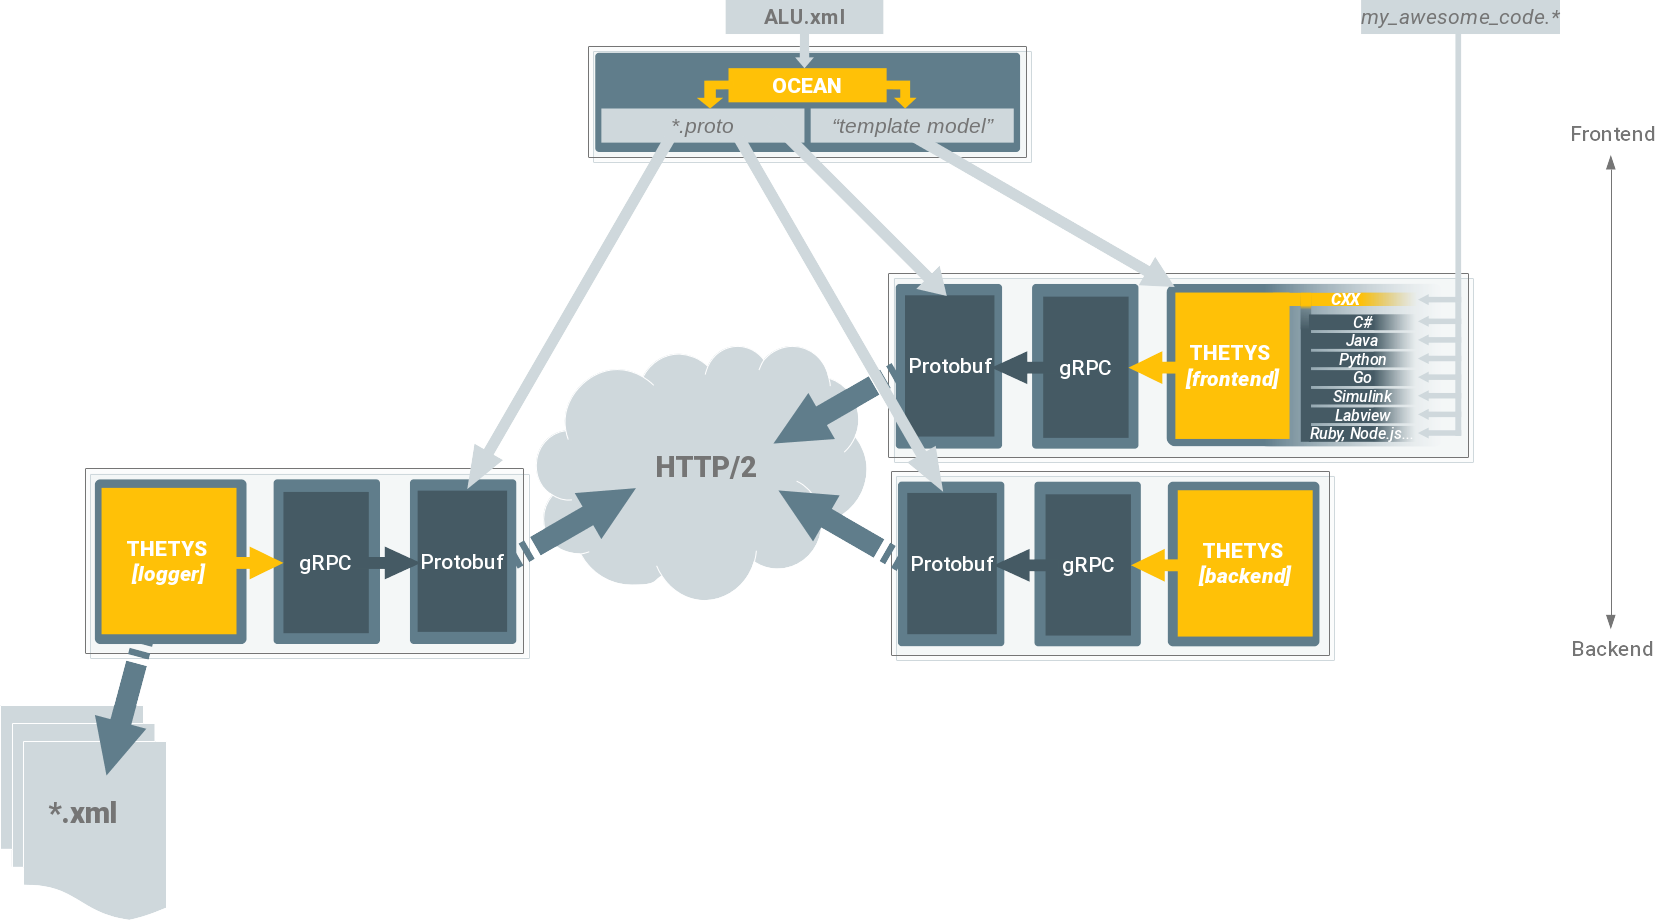 ALU.xml
my_awesome_code.*
OCEAN
*.proto
“template model”
Frontend
CXX
C#
Java
Python
Go
Simulink
Labview
Ruby, Node.js...
Protobuf
gRPC
THETYS
[frontend]
HTTP/2
THETYS
[logger]
gRPC
Protobuf
Protobuf
gRPC
THETYS
[backend]
Backend
*.xml